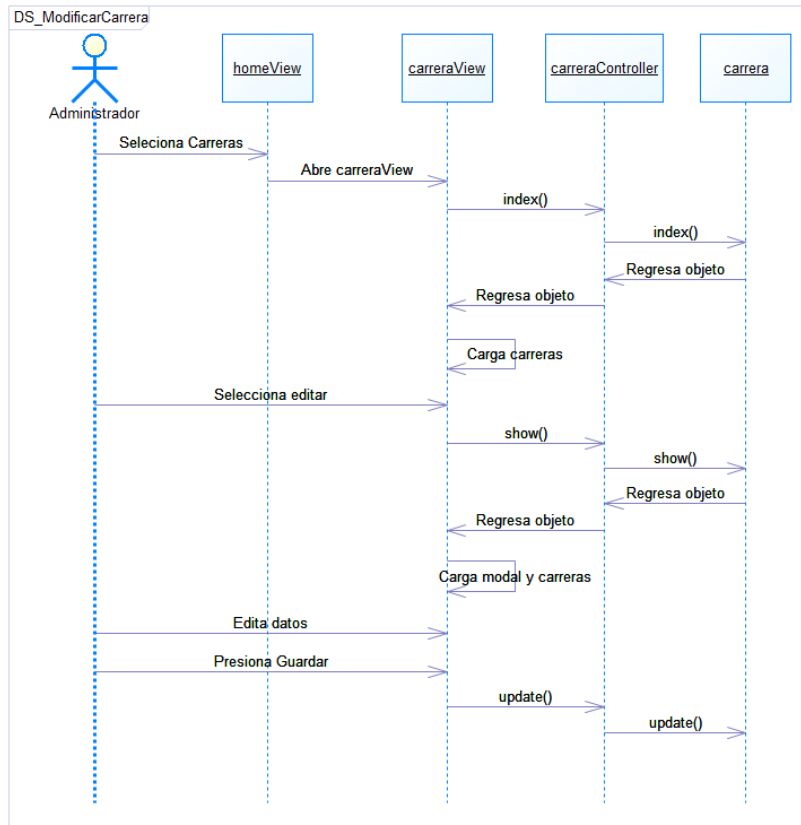 DS_ModificarCarrera
homeView
carreraView
carreraController
carrera
Administrador
Seleciona Carreras
Abre carreraView
index()
index()
Regresa objeto
Regresa objeto
Carga carreras
Selecciona editar
show()
show()
Regresa objeto
Regresa objeto
Carga modal y carreras
Edita datos
Presiona Guardar
update()
update()